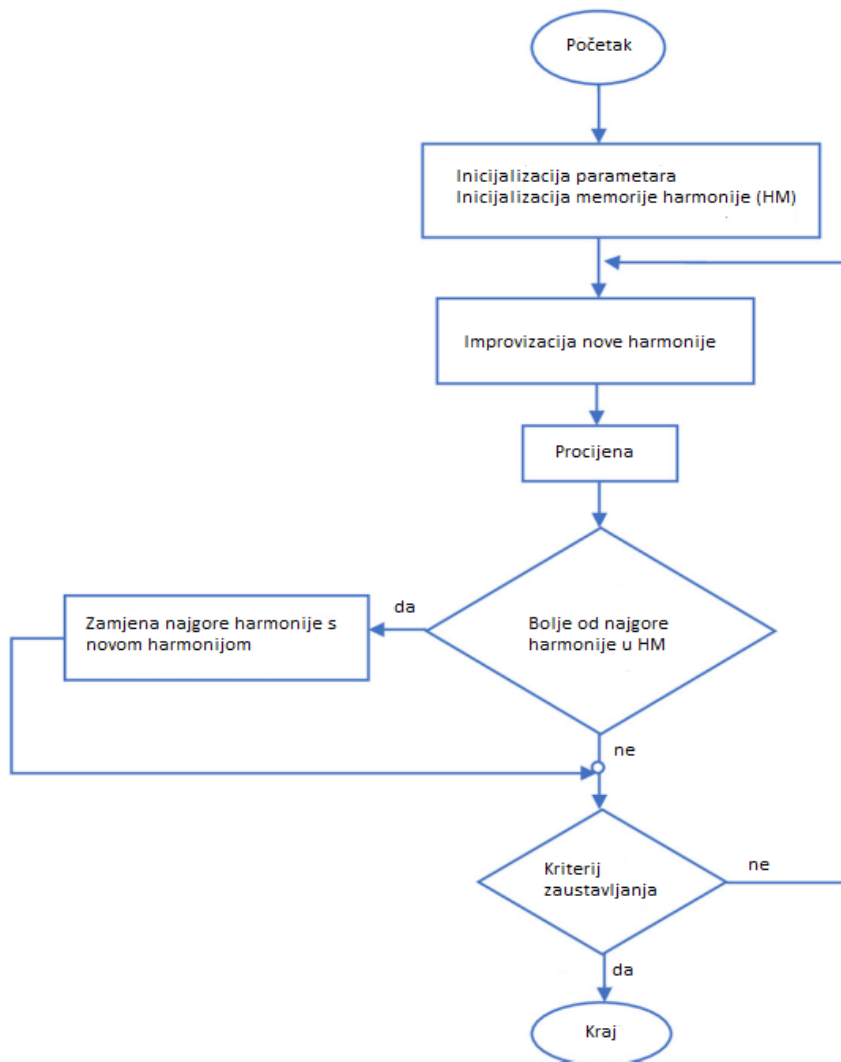 Početak
Inicijalizacija parametara
Inicijalizacija memorije harmonije (HM)
Improvizacija nove harmonije
Procijena
da
Zamjena najgore harmonije s
novom harmonijom
Bolje od najgore
harmonije u HM
ne
Kriterij
zaustavljanja
ne
da
Kraj